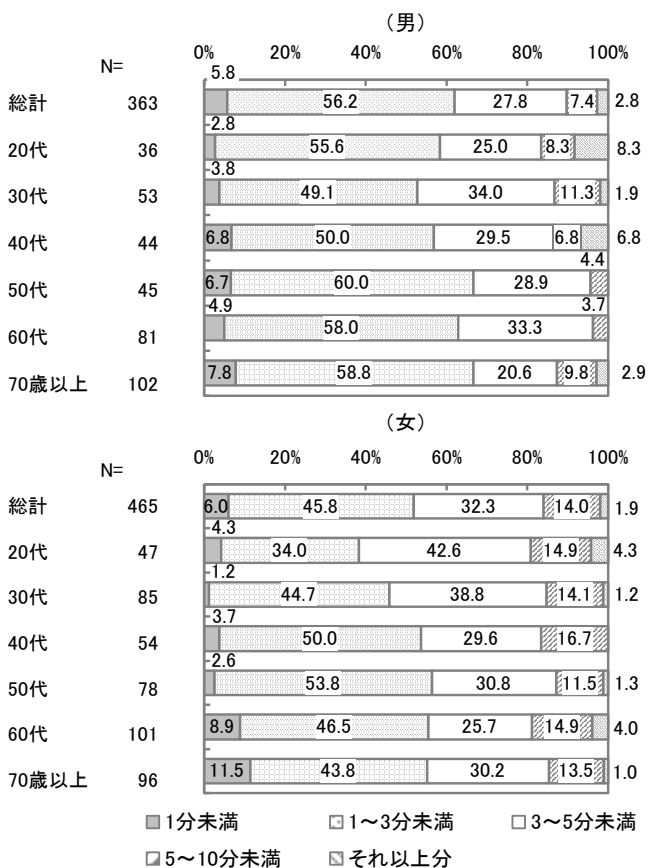 （男）
0% 20% 40% 60% 80% 100%
N=
5.8
総計 363 56.2 27.8 7.4 2.8
2.8
20代 36 55.6 25.0 8.3 8.3
3.8
30代 53 49.1 34.0 11.3 1.9
40代 44 6.8 50.0 29.5 6.8 6.8
4.4
50代 45 6.7 60.0 28.9
4.9 3.7
60代 81 58.0 33.3
70歳以上 102 7.8 58.8 20.6 9.8 2.9
（女）
0% 20% 40% 60% 80% 100%
N=
総計 465 6.0 45.8 32.3 14.0 1.9
4.3
20代 47 34.0 42.6 14.9 4.3
1.2
30代 85 44.7 38.8 14.1 1.2
3.7
40代 54 50.0 29.6 16.7
2.6
50代 78 53.8 30.8 11.5 1.3
60代 101 8.9 46.5 25.7 14.9 4.0
70歳以上 96 11.5 43.8 30.2 13.5 1.0
1分未満 1～3分未満 3～5分未満
5～10分未満 それ以上分